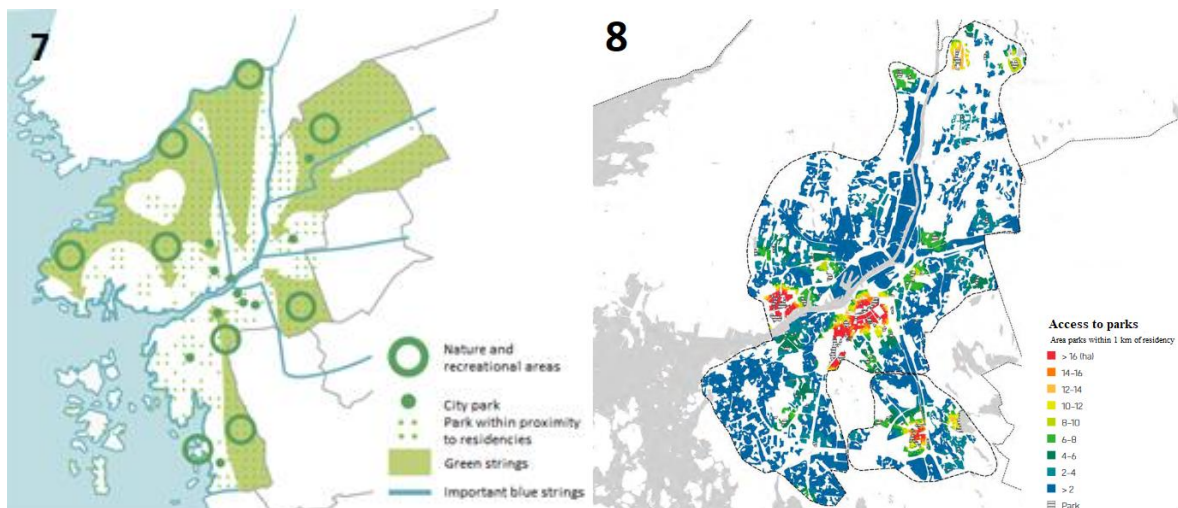 7
Nature and
recreational areas
City park
Park within proximity
to residencies
Green strings
Important blue strings
8
Access to parks
Area parks within 1 km of residency
> 16 (ha)
14-16
12-14
10-12
8-10
6-8
4-6
2-4
> 2
Park